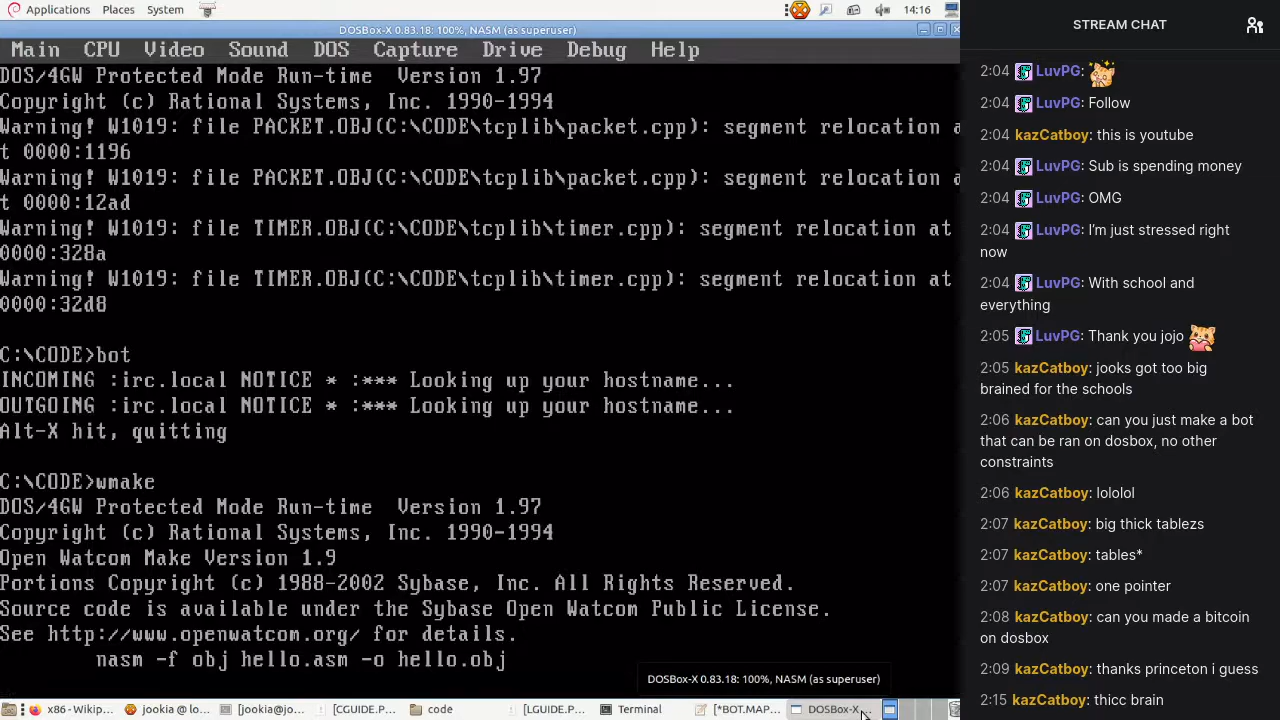 Applications Places System 14:16
DOSBox-X 0.83.18: 100%, NASM (as superuser)
Main CPU Video Sound DOS Capture Drive Debug Help
DOS/4GW Protected Mode Run-time  Version 1.97
Copyright (c) Rational Systems, Inc. 1990-1994
Warning! W1019: file PACKET.OBJ(C:\CODE\tcplib\packet.cpp): segment relocation a
t 0000:1196
Warning! W1019: file PACKET.OBJ(C:\CODE\tcplib\packet.cpp): segment relocation a
t 0000:12ad
Warning! W1019: file TIMER.OBJ(C:\CODE\tcplib\timer.cpp): segment relocation at
0000:328a
Warning! W1019: file TIMER.OBJ(C:\CODE\tcplib\timer.cpp): segment relocation at
0000:32d8
C:\CODE>bot
INCOMING :irc.local NOTICE * :*** Looking up your hostname...
OUTGOING :irc.local NOTICE * :*** Looking up your hostname...
Alt-X hit, quitting
C:\CODE>wmake
DOS/4GW Protected Mode Run-time  Version 1.97
Copyright (c) Rational Systems, Inc. 1990-1994
Open Watcom Make Version 1.9
Portions Copyright (c) 1988-2002 Sybase, Inc. All Rights Reserved.
Source code is available under the Sybase Open Watcom Public License.
See http://www.openwatcom.org/ for details.
nasm -f obj hello.asm -o hello.obj
DOSBox-X 0.83.18: 100%, NASM (as superuser)
x86 - Wikip... jookia @ lo... [jookia@jo... [CGUIDE.P... code [LGUIDE.P... Terminal [*BOT.MAP... DOSBox-X...
STREAM CHAT
2:04 LuvPG:
2:04 LuvPG: Follow
2:04 kazCatboy: this is youtube
2:04 LuvPG: Sub is spending money
2:04 LuvPG: OMG
2:04 LuvPG: I'm just stressed right
now
2:04 LuvPG: With school and
everything
2:05 LuvPG: Thank you jojo
2:05 kazCatboy: jooks got too big
brained for the schools
2:06 kazCatboy: can you just make a bot
that can be ran on dosbox, no other
constraints
2:06 kazCatboy: lololol
2:07 kazCatboy: big thick tablezs
2:07 kazCatboy: tables*
2:07 kazCatboy: one pointer
2:08 kazCatboy: can you made a bitcoin
on dosbox
2:09 kazCatboy: thanks princeton i guess
2:15 kazCatboy: thicc brain